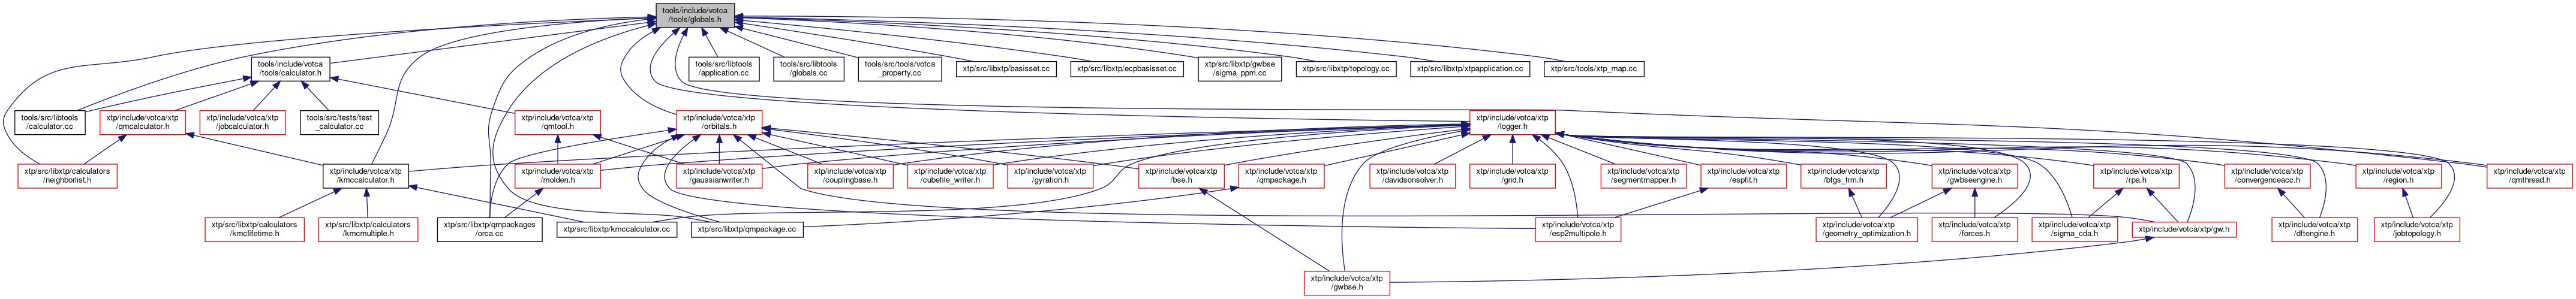 tools/include/votca
/tools/globals.h
tools/include/votca
/tools/calculator.h
tools/src/libtools
/application.cc
tools/src/libtools
/globals.cc
tools/src/tools/votca
_property.cc
xtp/src/libxtp/basisset.cc
xtp/src/libxtp/ecpbasisset.cc
xtp/src/libxtp/gwbse
/sigma_ppm.cc
xtp/src/libxtp/topology.cc
xtp/src/libxtp/xtpapplication.cc
xtp/src/tools/xtp_map.cc
tools/src/libtools
/calculator.cc
xtp/include/votca/xtp
/qmcalculator.h
xtp/include/votca/xtp
/jobcalculator.h
tools/src/tests/test
_calculator.cc
xtp/include/votca/xtp
/qmtool.h
xtp/include/votca/xtp
/orbitals.h
xtp/include/votca/xtp
/logger.h
xtp/src/libxtp/calculators
/neighborlist.h
xtp/include/votca/xtp
/kmccalculator.h
xtp/include/votca/xtp
/molden.h
xtp/include/votca/xtp
/gaussianwriter.h
xtp/include/votca/xtp
/couplingbase.h
xtp/include/votca/xtp
/cubefile_writer.h
xtp/include/votca/xtp
/gyration.h
xtp/include/votca/xtp
/bse.h
xtp/include/votca/xtp
/qmpackage.h
xtp/include/votca/xtp
/davidsonsolver.h
xtp/include/votca/xtp
/grid.h
xtp/include/votca/xtp
/segmentmapper.h
xtp/include/votca/xtp
/espfit.h
xtp/include/votca/xtp
/bfgs_trm.h
xtp/include/votca/xtp
/gwbseengine.h
xtp/include/votca/xtp
/rpa.h
xtp/include/votca/xtp
/convergenceacc.h
xtp/include/votca/xtp
/region.h
xtp/include/votca/xtp
/qmthread.h
xtp/src/libxtp/calculators
/kmclifetime.h
xtp/src/libxtp/calculators
/kmcmultiple.h
xtp/src/libxtp/qmpackages
/orca.cc
xtp/src/libxtp/kmccalculator.cc
xtp/src/libxtp/qmpackage.cc
xtp/include/votca/xtp
/esp2multipole.h
xtp/include/votca/xtp
/geometry_optimization.h
xtp/include/votca/xtp
/forces.h
xtp/include/votca/xtp
/sigma_cda.h
xtp/include/votca/xtp/gw.h
xtp/include/votca/xtp
/dftengine.h
xtp/include/votca/xtp
/jobtopology.h
xtp/include/votca/xtp
/gwbse.h